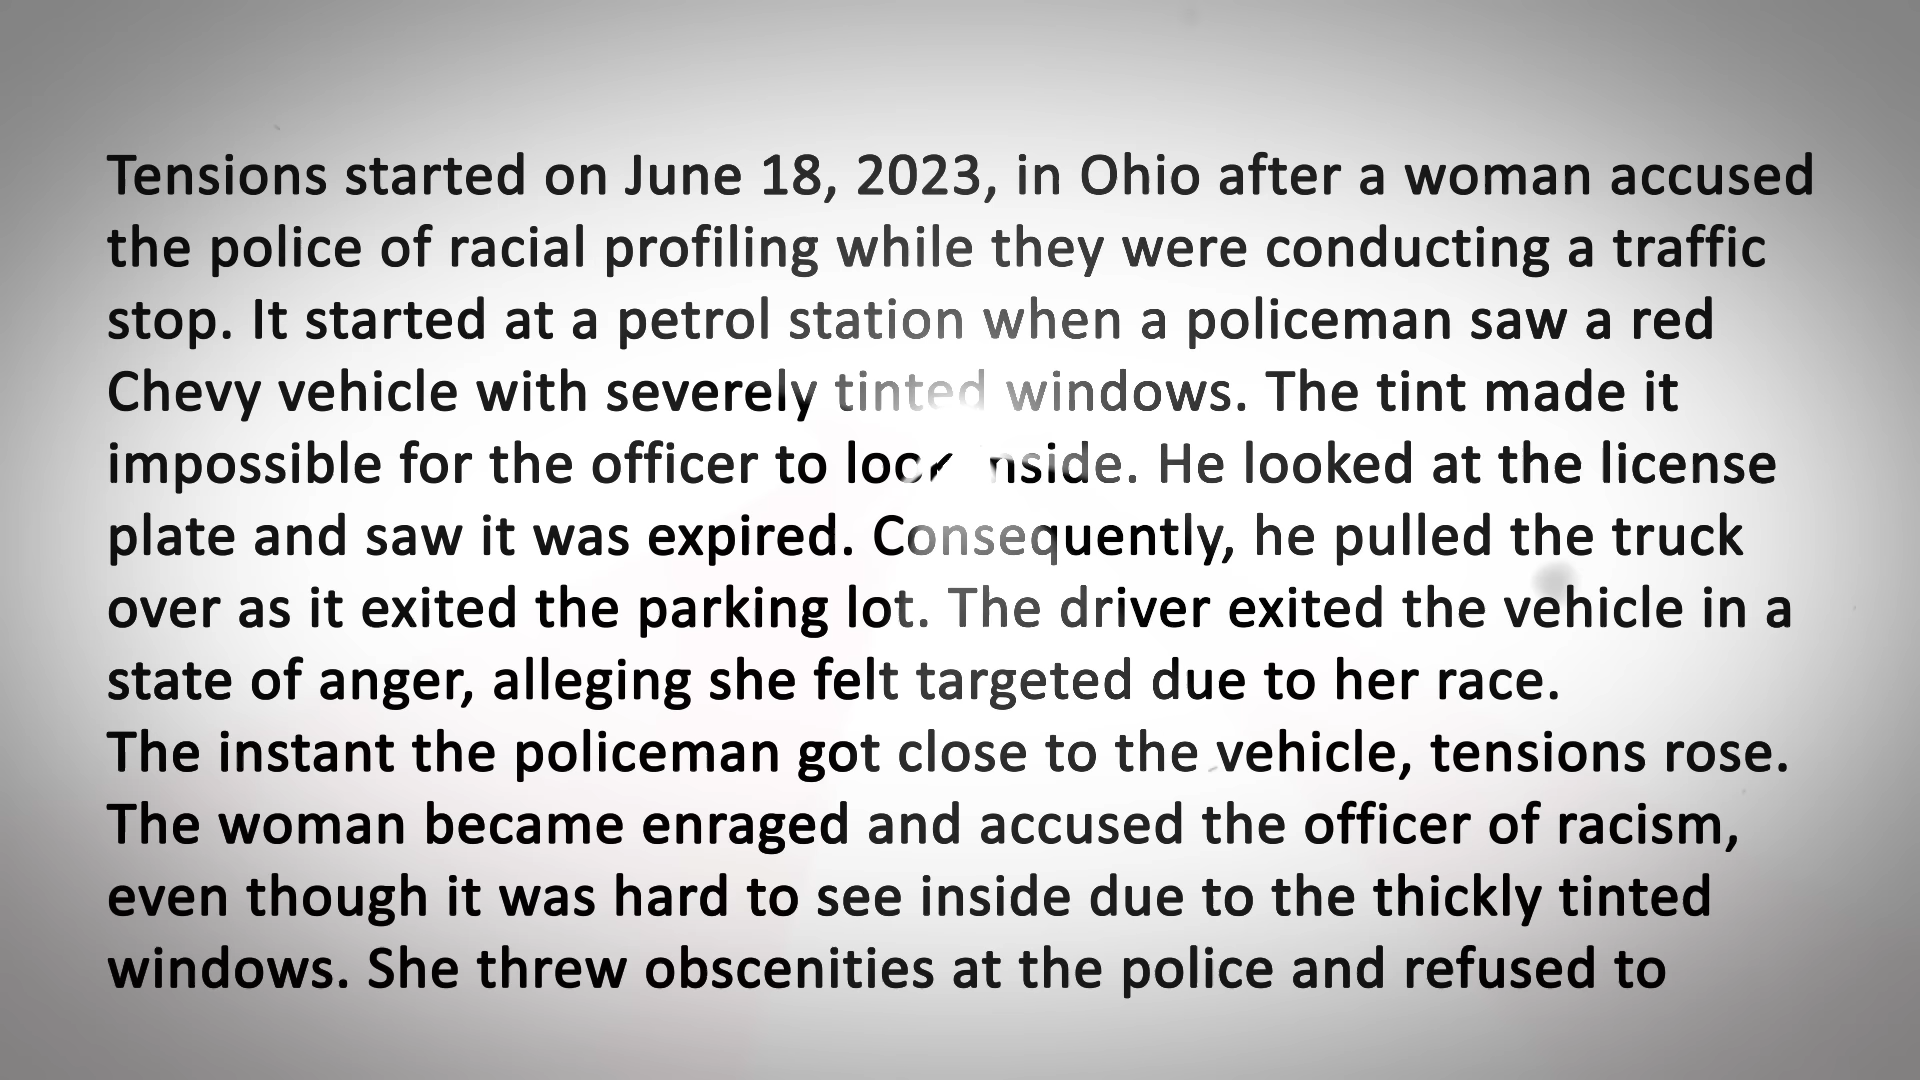 Tensions started on June 18, 2023, in Ohio after a woman accused
the police of racial profiling while they were conducting a traffic
stop. It started at a petrol station when a policeman saw a red
Chevy vehicle with severely tinted windows. The tint made it
impossible for the officer to look inside. He looked at the license
plate and saw it was expired. Consequently, he pulled the truck
over as it exited the parking lot. The driver exited the vehicle in a
state of anger, alleging she felt targeted due to her race.
The instant the policeman got close to the vehicle, tensions rose.
The woman became enraged and accused the officer of racism,
even though it was hard to see inside due to the thickly tinted
windows. She threw obscenities at the police and refused to